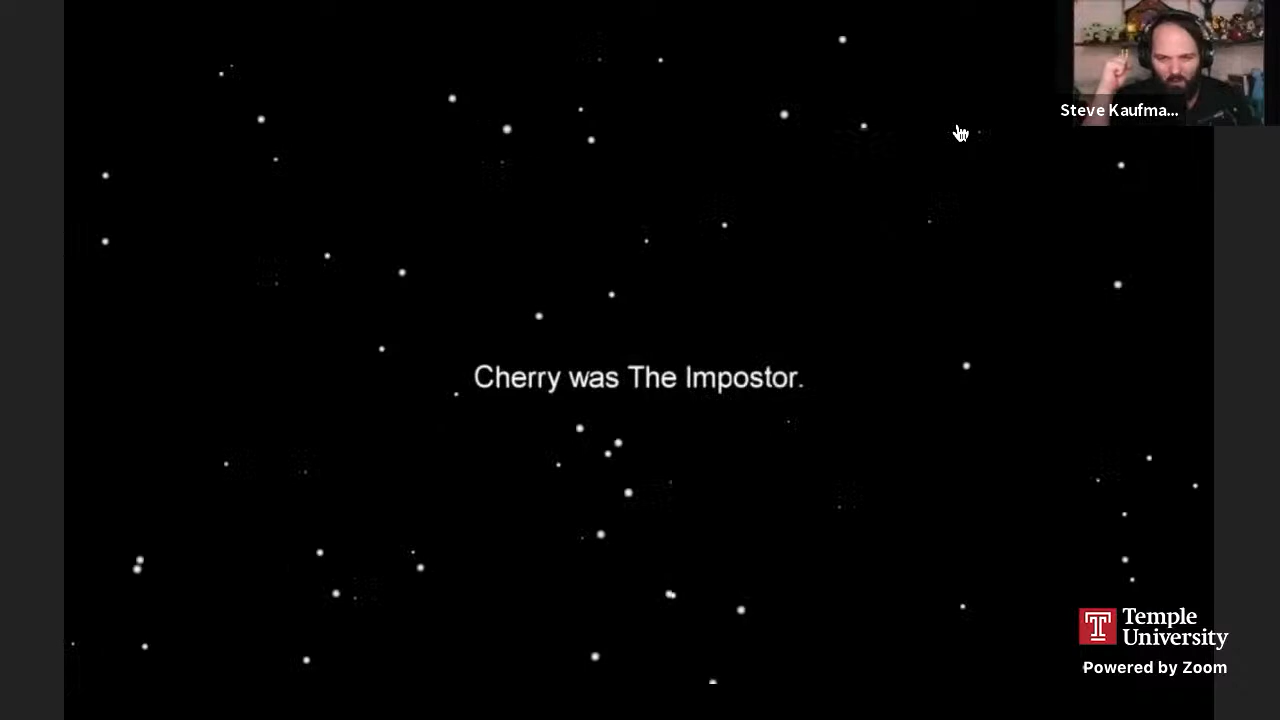 Steve Kaufma...
Cherry was The Impostor.
Temple
University
Powered by Zoom